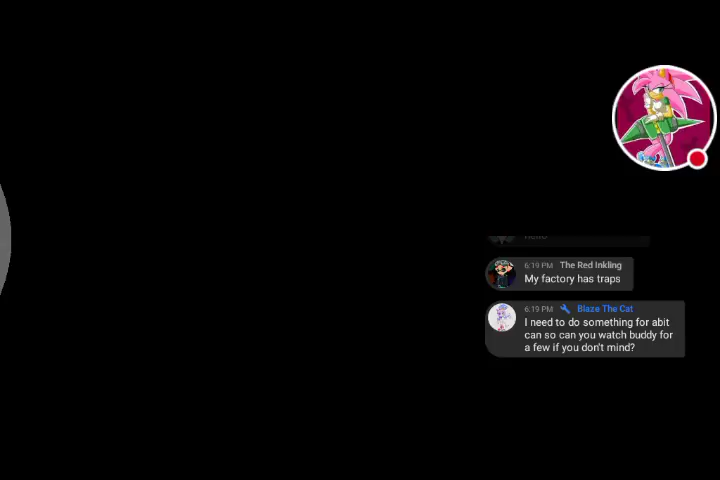 6:19 PM The Red Inkling
My factory has traps
6:19 PM Blaze The Cat
I need to do something for abit
can so can you watch buddy for
a few if you don't mind?